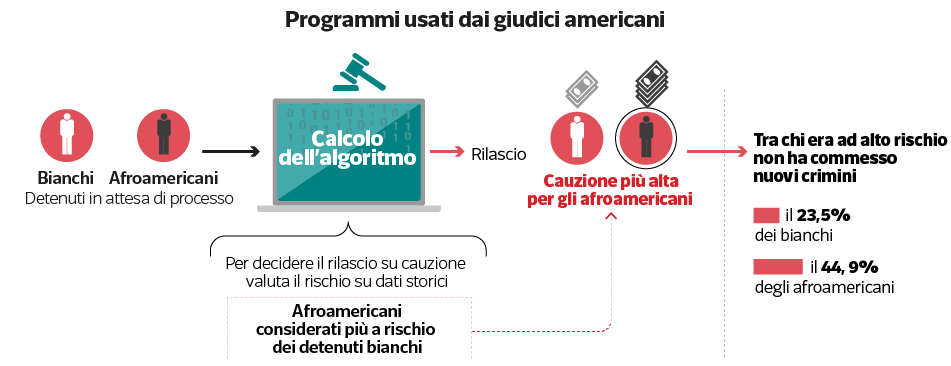 Programmi usati dai giudici americani
Bianchi
Afroamericani
Detenuti in attesa di processo
Calcolo
dell'algoritmo
Rilascio
Cauzione più alta
per gli afroamericani
Per decidere il rilascio su cauzione
valuta il rischio su dati storici
Afroamericani
considerati più a rischio
dei detenuti bianchi
Tra chi era ad alto rischio
non ha commesso
nuovi crimini
il 23,5%
dei bianchi
il 44, 9%
degli afroamericani